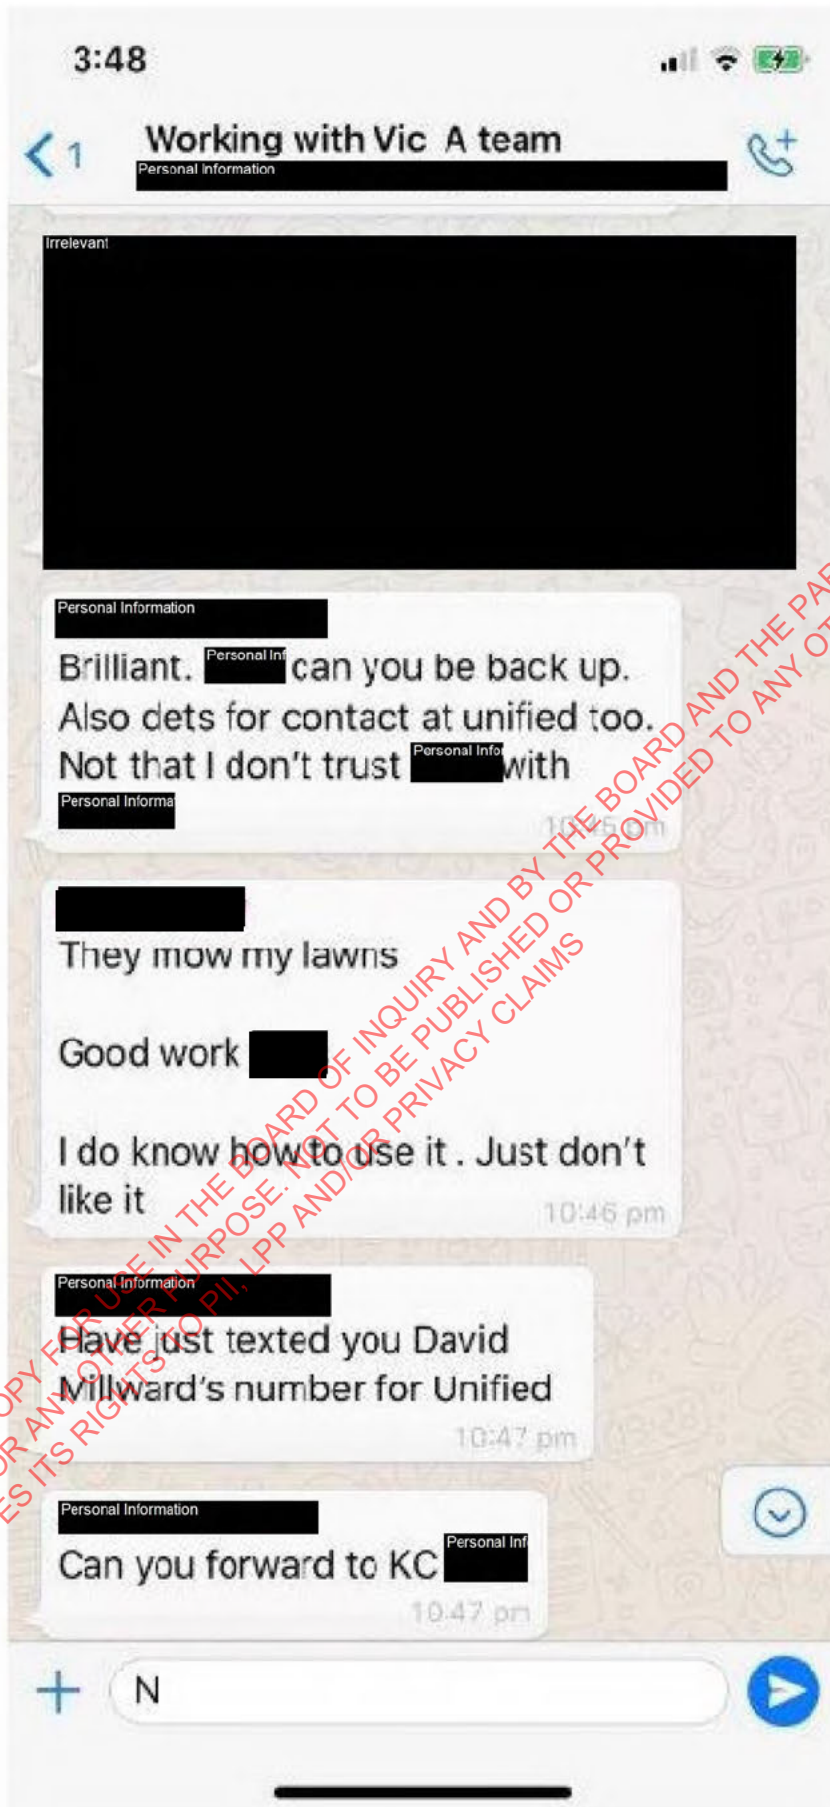 3:48
1
Working with Vic A team
Personal Information
Irrelevant
Personal Information
Brilliant. Personal Inf can you be back up.
Also dets for contact at unified too.
Not that I don't trust Personal Infor with
Personal Informa
10:45 pm
They mow my lawns
Good work
I do know how to use it . Just don't
like it
10:46 pm
Personal Information
Have just texted you David
Millward's number for Unified
10:47 pm
Personal Information
Can you forward to KC Personal Inf
10:47 pm
N
OPY FOR USE IN THE BOARD OF INQUIRY AND BY THE BOARD AND THE PAR
OR ANY OTHER PURPOSE. NOT TO BE PUBLISHED OR PROVIDED TO ANY OT
ES ITS RIGHTS TO PII, LPP AND/OR PRIVACY CLAIMS